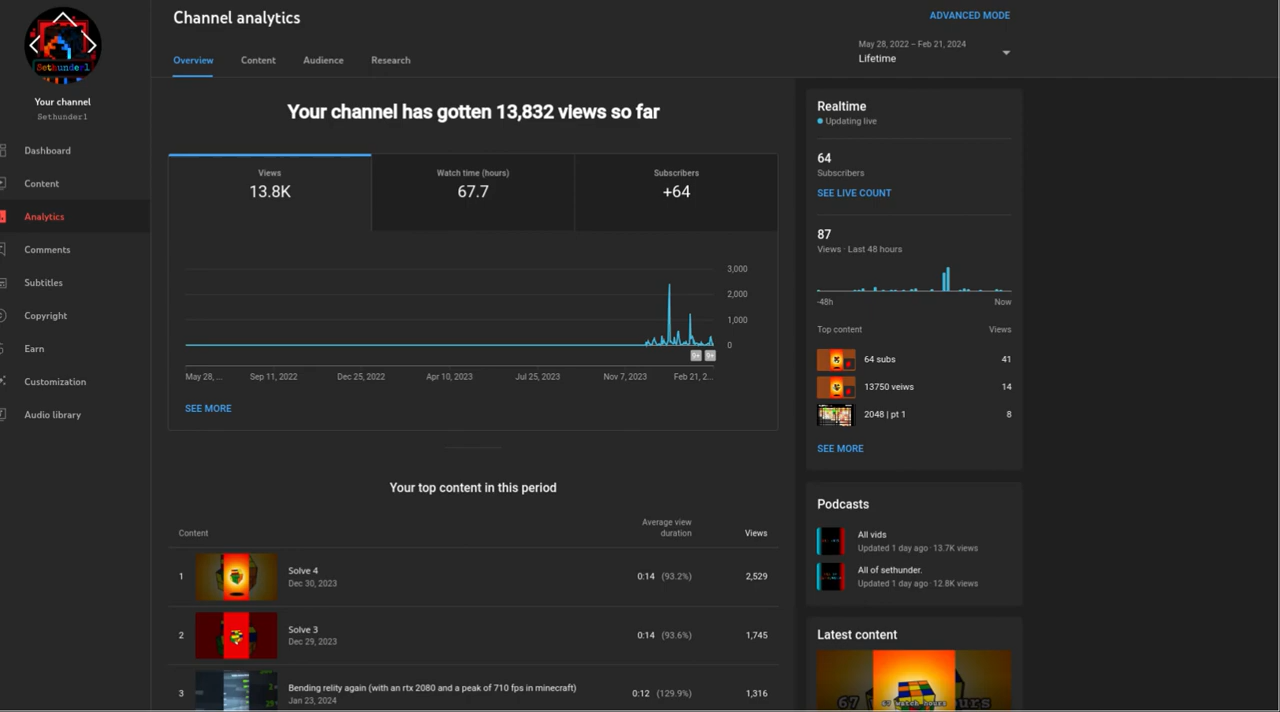 Channel analytics
ADVANCED MODE
May 28, 2022 – Feb 21, 2024
Lifetime
Overview
Content
Audience
Research
Sethunder1
Your channel
Sethunder1
Dashboard
Content
Analytics
Comments
Subtitles
Copyright
Earn
Customization
Audio library
Your channel has gotten 13,832 views so far
Views
13.8K
Watch time (hours)
67.7
Subscribers
+64
3,000
2,000
1,000
0
9+
9+
May 28, ...
Sep 11, 2022
Dec 25, 2022
Apr 10, 2023
Jul 25, 2023
Nov 7, 2023
Feb 21, 2...
SEE MORE
Your top content in this period
Content
Average view
duration
Views
1
Solve 4
Dec 30, 2023
0:14 (93.2%)
2,529
2
Solve 3
Dec 29, 2023
0:14 (93.6%)
1,745
3
Bending relity again (with an rtx 2080 and a peak of 710 fps in minecraft)
Jan 23, 2024
0:12 (129.9%)
1,316
Realtime
Updating live
64
Subscribers
SEE LIVE COUNT
87
Views · Last 48 hours
-48h
Now
Top content
Views
64 subs
41
13750 veiws
14
2048 | pt 1
8
SEE MORE
Podcasts
All vids
Updated 1 day ago · 13.7K views
All of sethunder.
Updated 1 day ago · 12.8K views
Latest content
67 watch hours